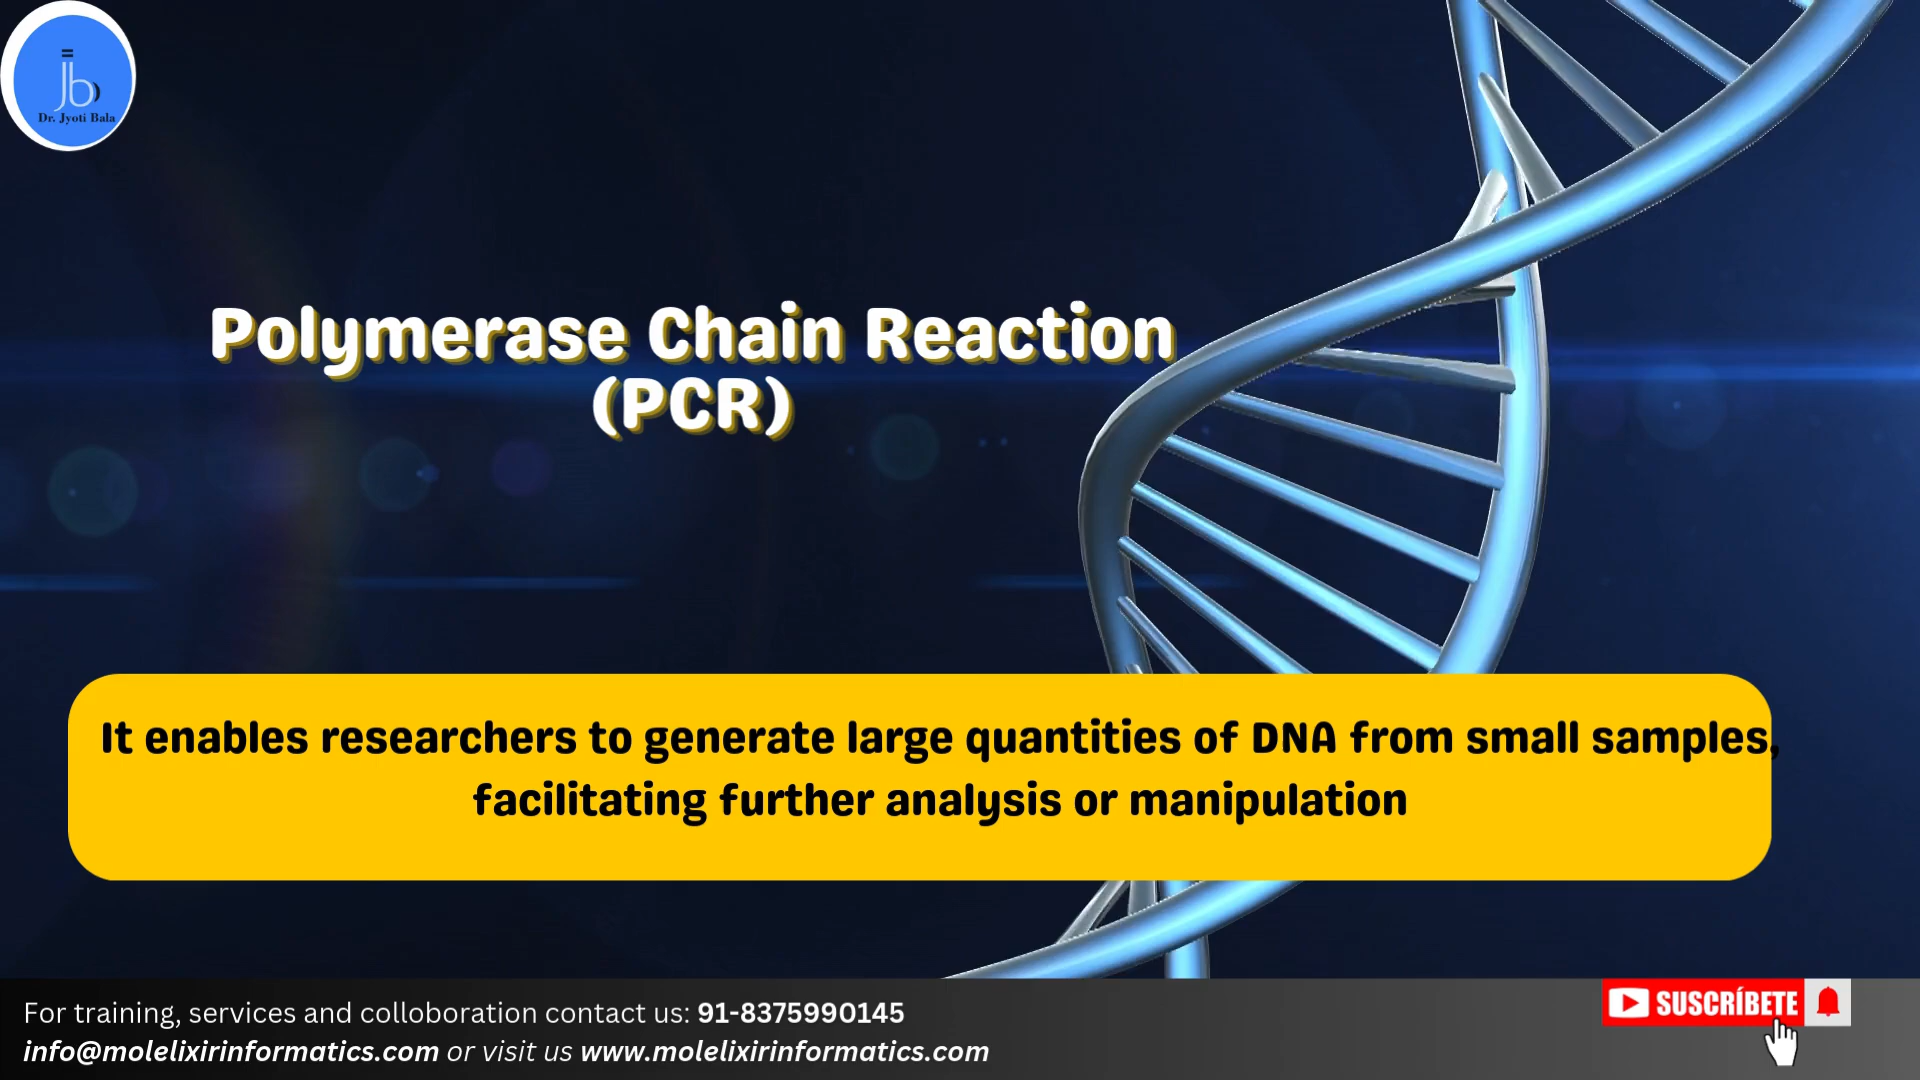 Dr. Jyoti Bala
Polymerase Chain Reaction
(PCR)
It enables researchers to generate large quantities of DNA from small samples,
facilitating further analysis or manipulation
For training, services and colloboration contact us: 91-8375990145
info@molelixirinformatics.com or visit us www.molelixirinformatics.com
SUSCRÍBETE